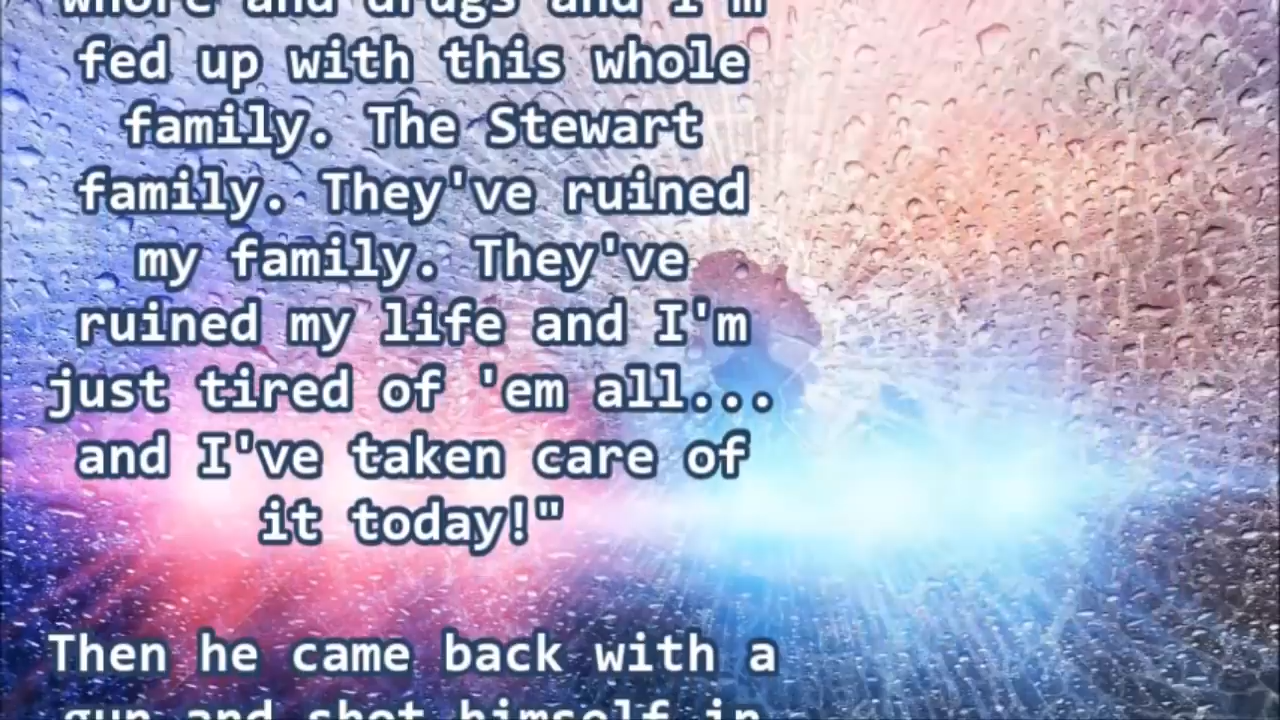 whore and drugs and I'm
fed up with this whole
family. The Stewart
family. They've ruined
my family. They've
ruined my life and I'm
just tired of 'em all...
and I've taken care of
it today!"
Then he came back with a
gun and shot himself in